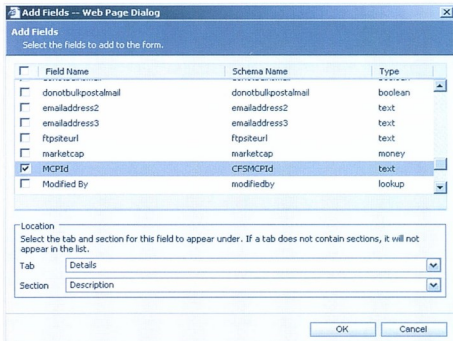 Add Fields -- Web Page Dialog
Add Fields
Select the fields to add to the form.
Field Name Schema Name Type
donotbulkpostalmail donotbulkpostalmail boolean
emailaddress2 emailaddress2 text
emailaddress3 emailaddress3 text
ftpsiteurl ftpsiteurl text
marketcap marketcap money
MCPId CFSMCPId text
Modified By modifiedby lookup
Location
Select the tab and section for this field to appear under. If a tab does not contain sections, it will not
appear in the list.
Tab Details
Section Description
OK Cancel